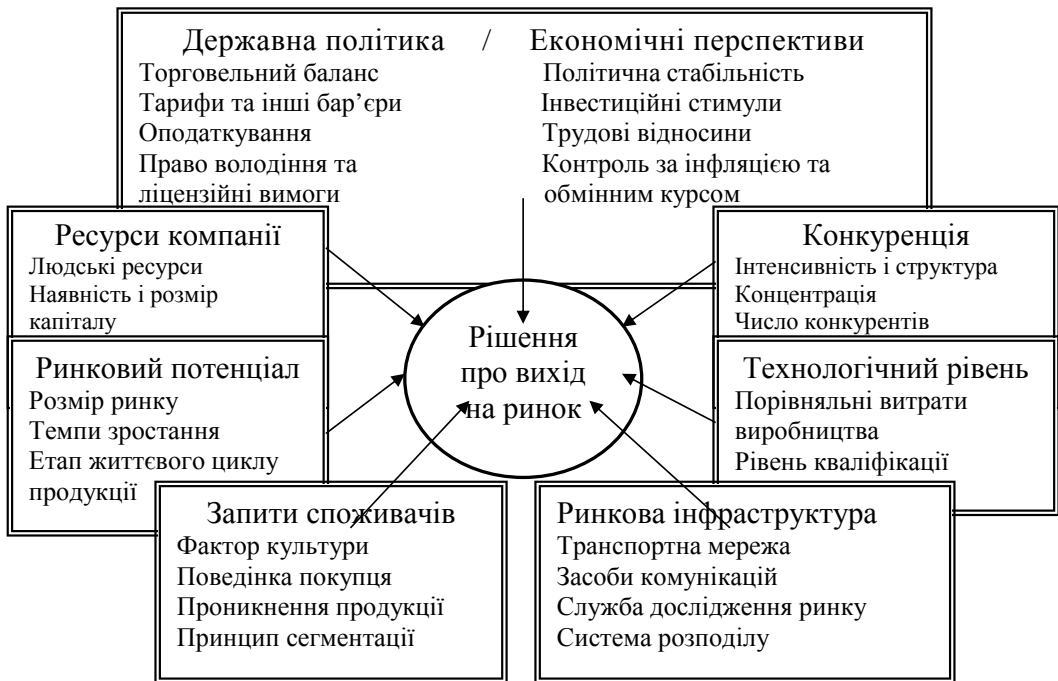 Державна політика / Економічні перспективи
Торговельний баланс
Тарифи та інші бар’єри
Оподаткування
Право володіння та
ліцензійні вимоги
Політична стабільність
Інвестиційні стимули
Трудові відносини
Контроль за інфляцією та
обмінним курсом
Ресурси компанії
Людські ресурси
Наявність і розмір
капіталу
Конкуренція
Інтенсивність і структура
Концентрація
Число конкурентів
Рішення
про вихід
на ринок
Ринковий потенціал
Розмір ринку
Темпи зростання
Етап життєвого циклу
продукції
Технологічний рівень
Порівняльні витрати
виробництва
Рівень кваліфікації
Запити споживачів
Фактор культури
Поведінка покупця
Проникнення продукції
Принцип сегментації
Ринкова інфраструктура
Транспортна мережа
Засоби комунікацій
Служба дослідження ринку
Система розподілу